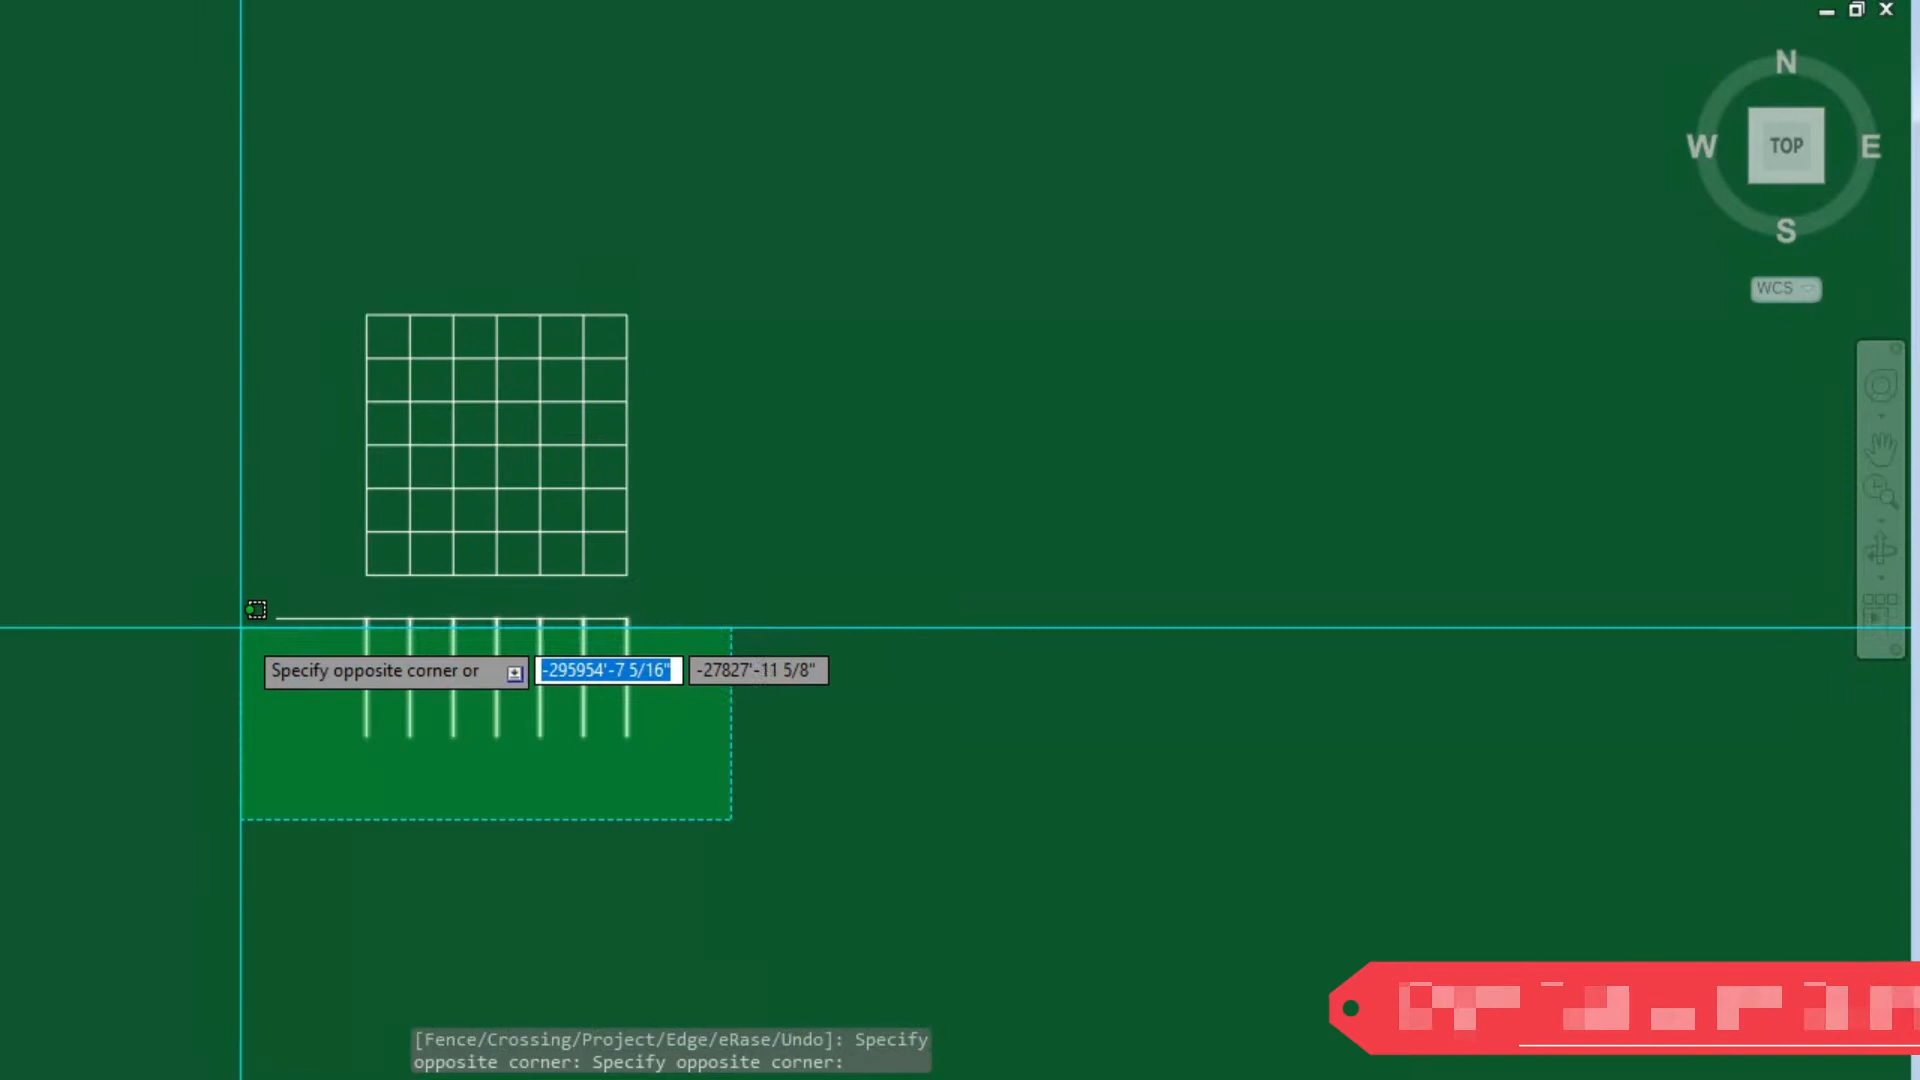 N
W
TOP
E
S
WCS
Specify opposite corner or
-295954'-7 5/16"
-27827'-11 5/8"
[Fence/Crossing/Project/Edge/eRase/Undo]: Specify
opposite corner: Specify opposite corner: